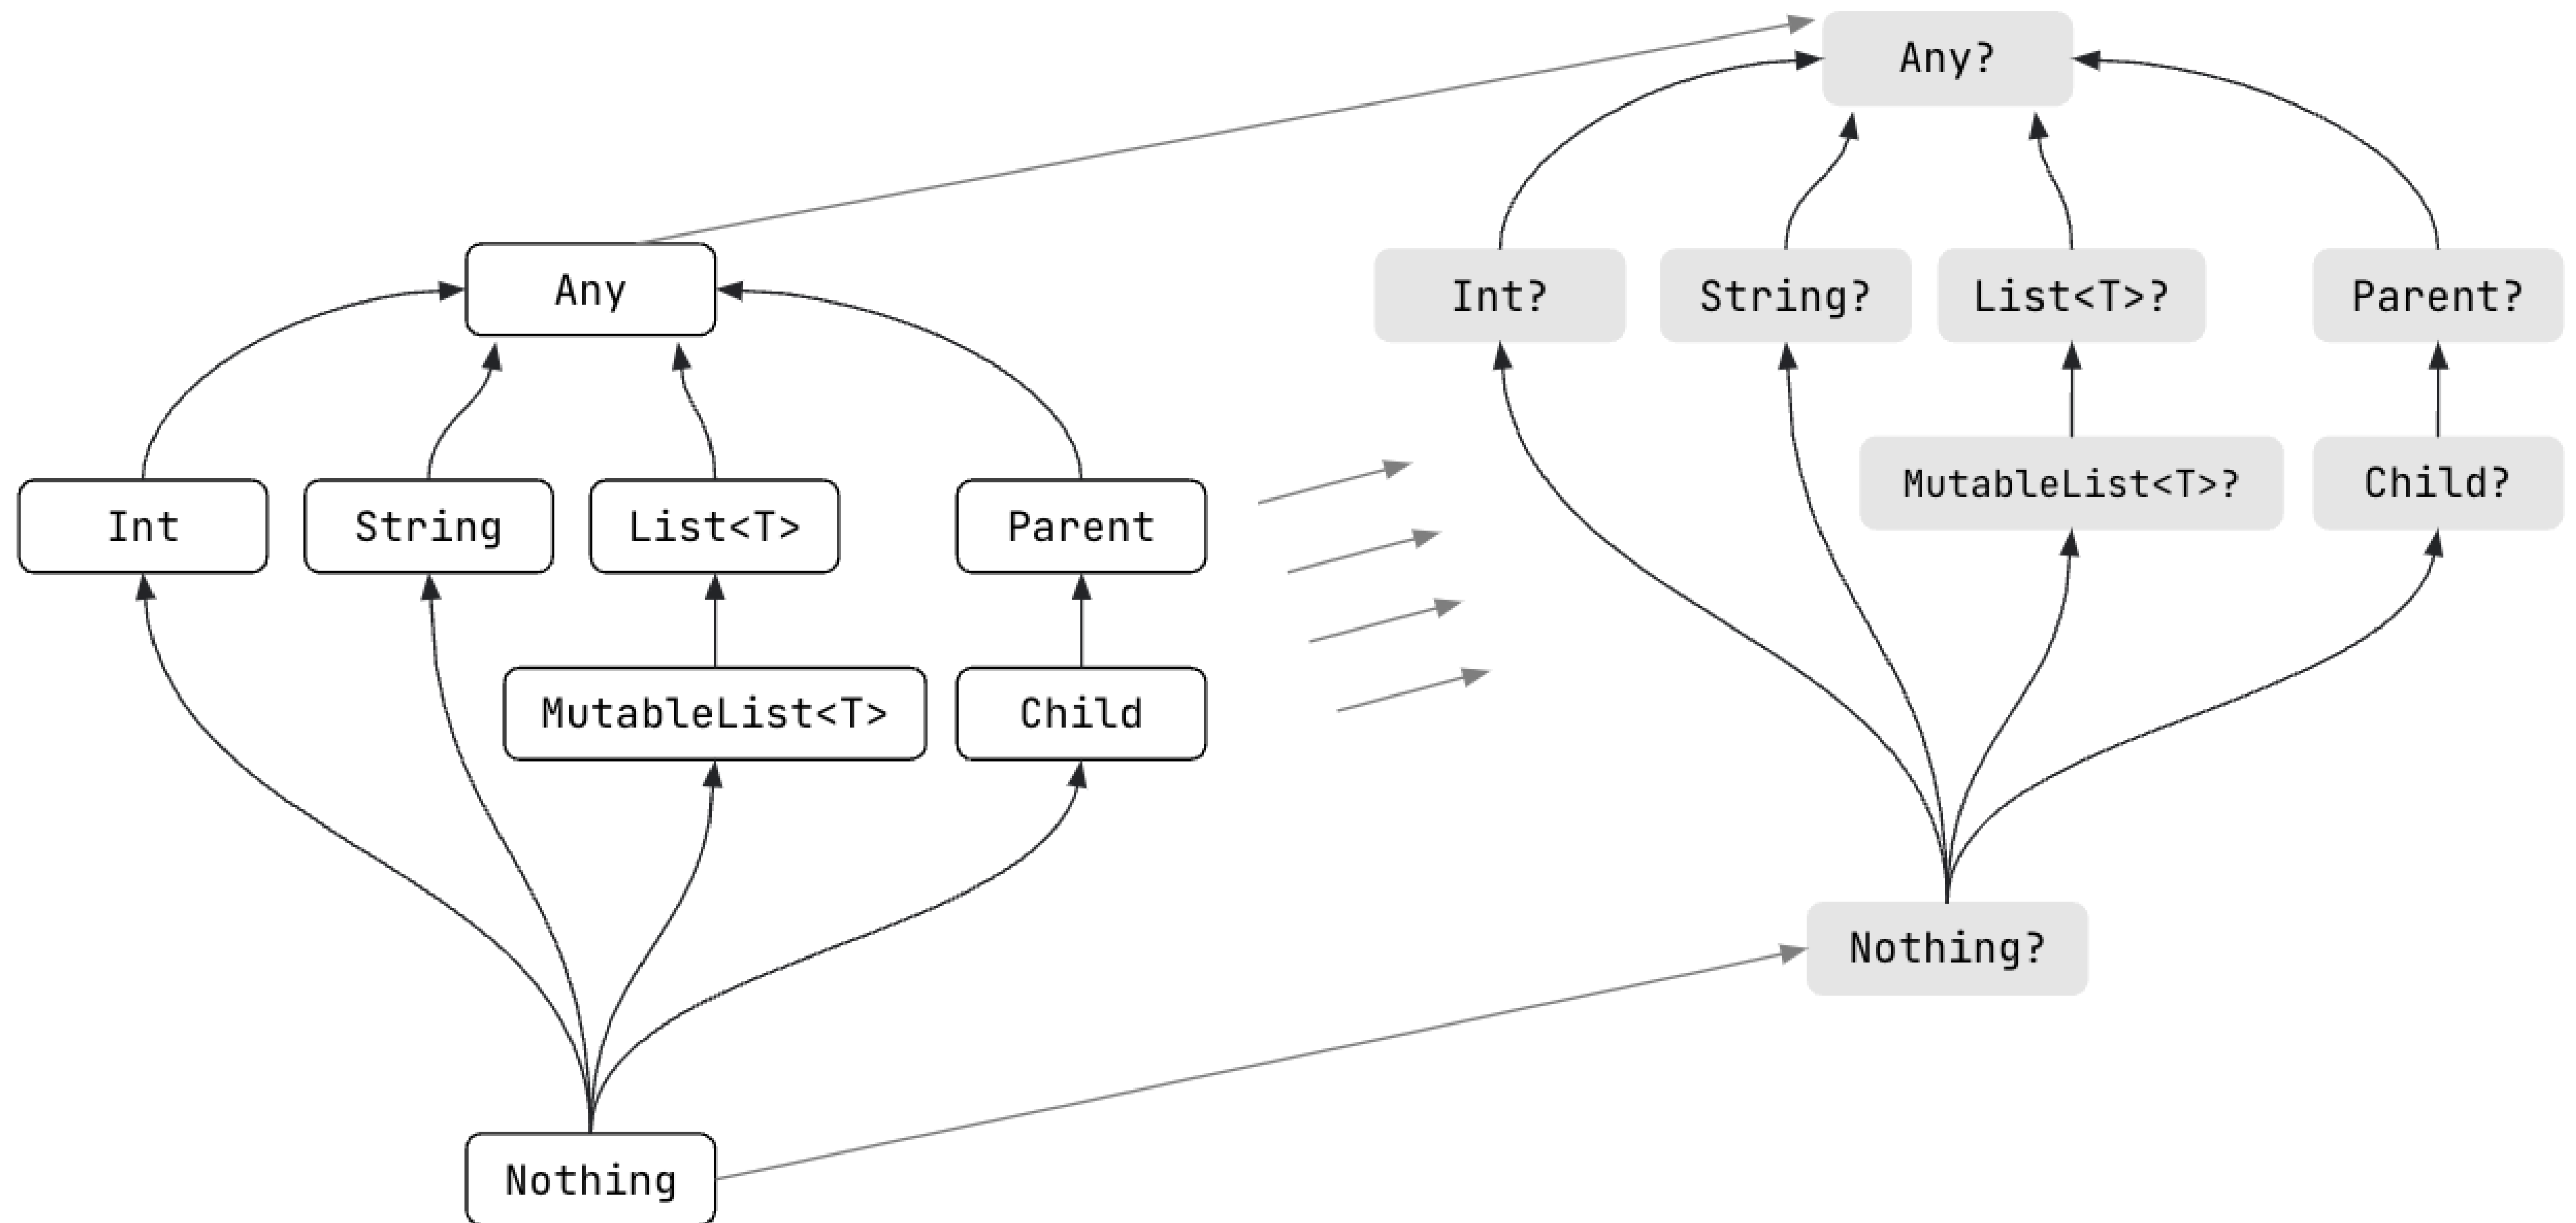 Any?
Any
Int?
String?
List<T>?
Parent?
Int
String
List<T>
Parent
MutableList<T>?
Child?
MutableList<T>
Child
Nothing?
Nothing